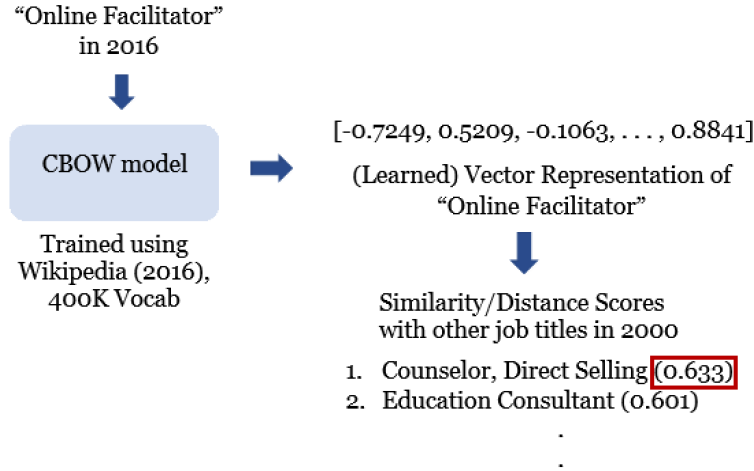 “Online Facilitator”
in 2016
CBOW model
Trained using
Wikipedia (2016),
400K Vocab
[-0.7249, 0.5209, -0.1063, . . . , 0.8841]
(Learned) Vector Representation of
“Online Facilitator”
Similarity/Distance Scores
with other job titles in 2000
1. Counselor, Direct Selling (0.633)
2. Education Consultant (0.601)
.
.